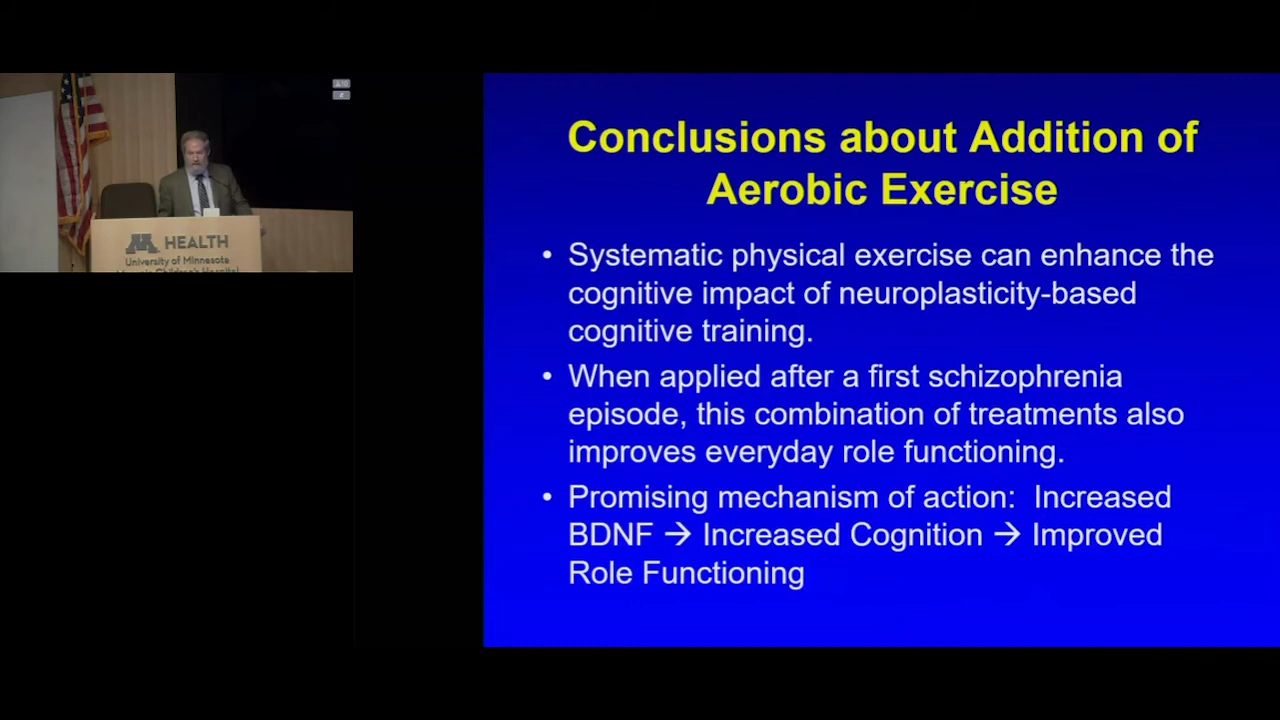 HEALTH
University of Minnesota
Conclusions about Addition of
Aerobic Exercise
• Systematic physical exercise can enhance the
cognitive impact of neuroplasticity-based
cognitive training.
• When applied after a first schizophrenia
episode, this combination of treatments also
improves everyday role functioning.
• Promising mechanism of action: Increased
BDNF → Increased Cognition → Improved
Role Functioning